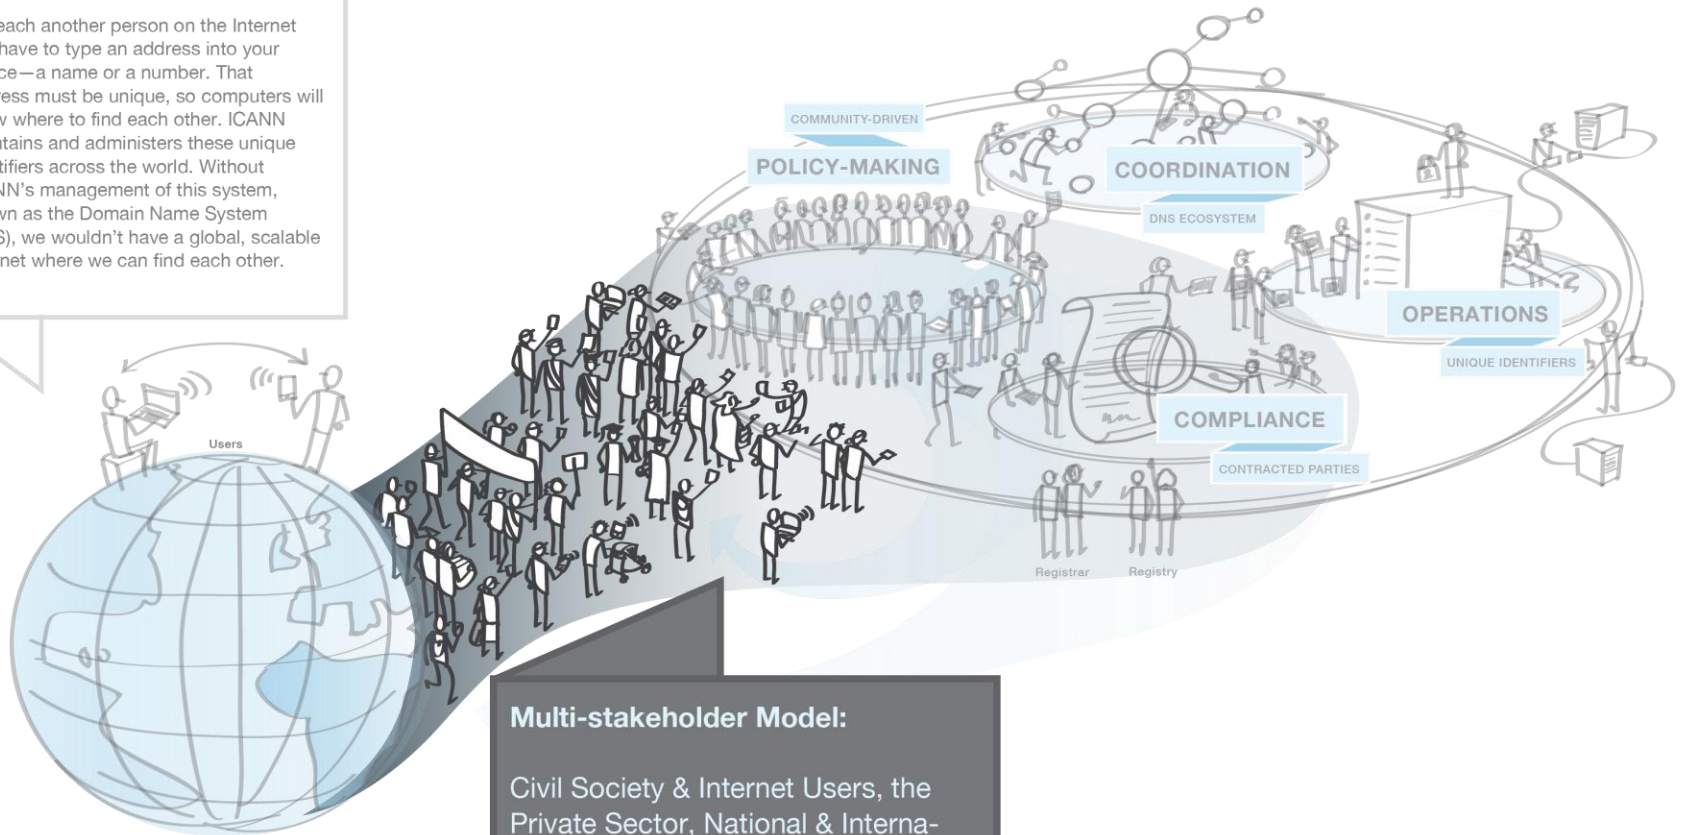 each another person on the Internet
have to type an address into your
ce—a name or a number. That
ress must be unique, so computers will
w where to find each other. ICANN
ntains and administers these unique
tifiers across the world. Without
NN's management of this system,
wn as the Domain Name System
S), we wouldn't have a global, scalable
net where we can find each other.
Users
COMMUNITY-DRIVEN
POLICY-MAKING
COORDINATION
DNS ECOSYSTEM
OPERATIONS
UNIQUE IDENTIFIERS
COMPLIANCE
CONTRACTED PARTIES
Registrar
Registry
Multi-stakeholder Model:
Civil Society & Internet Users, the
Private Sector, National & Interna-